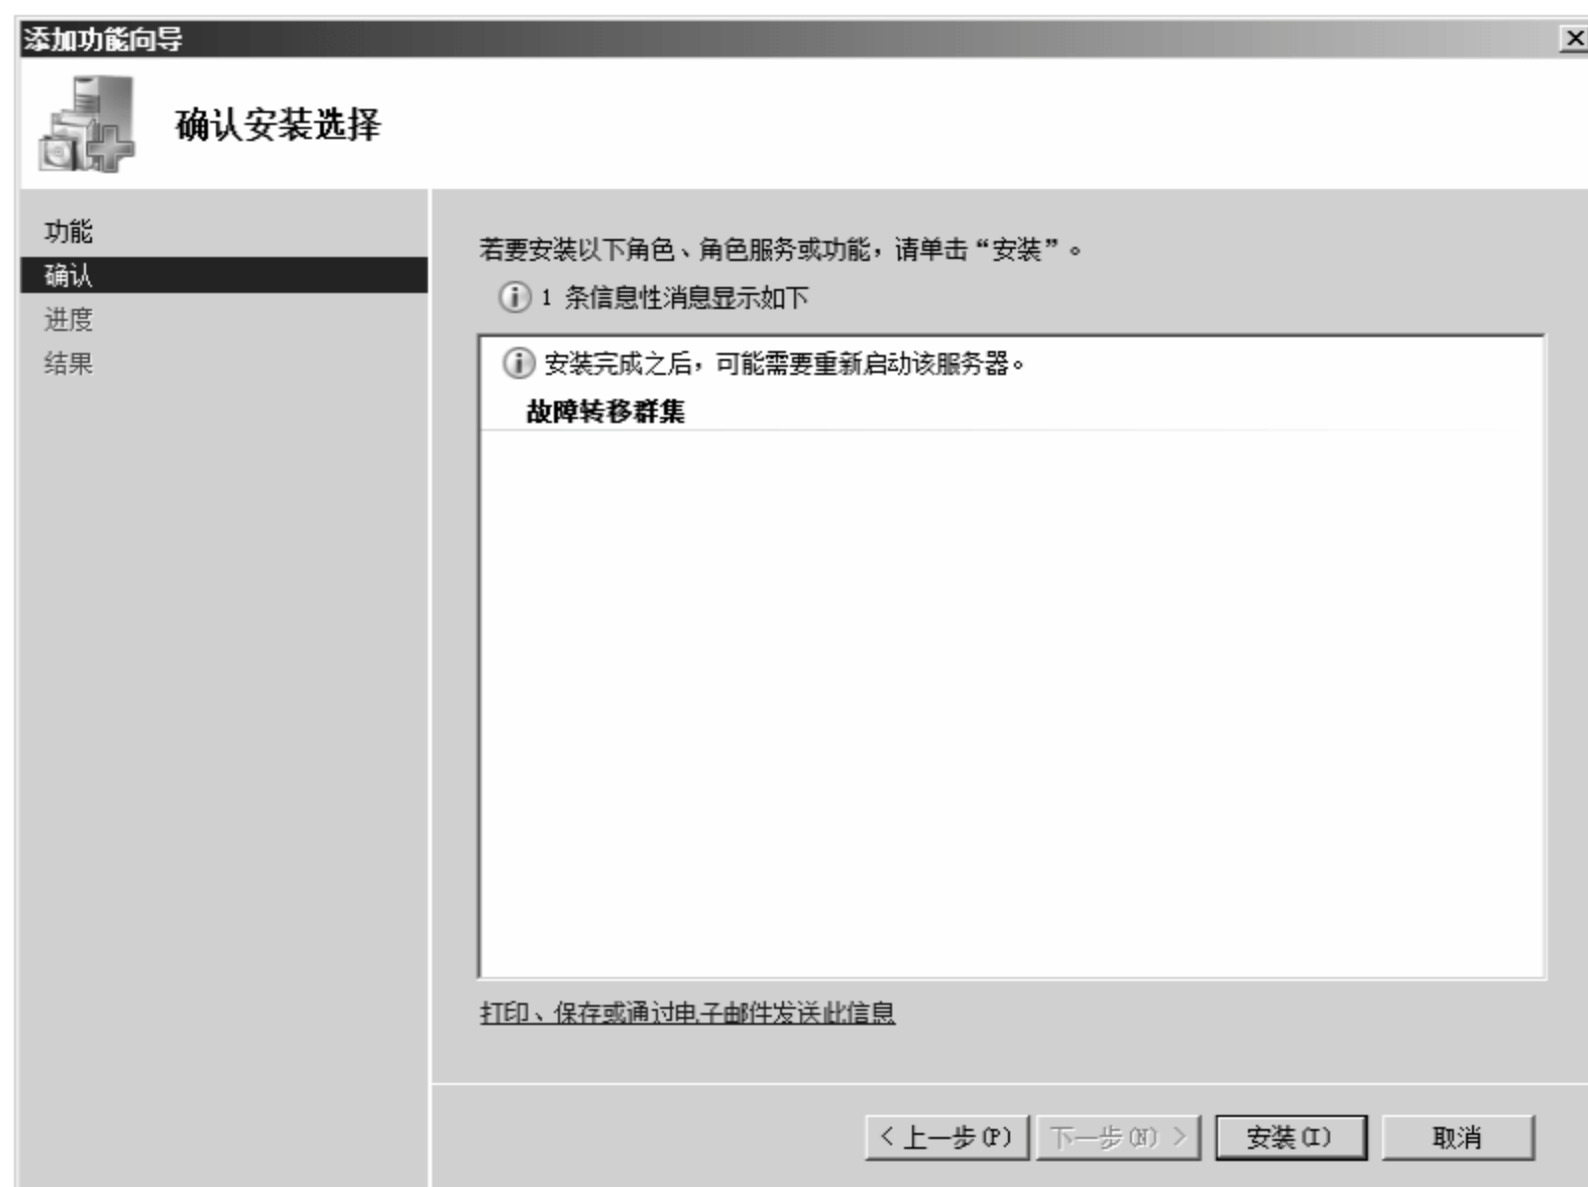 添加功能向导
确认安装选择
功能
确认
进度
结果
若要安装以下角色、角色服务或功能，请单击“安装”。
1 条信息性消息显示如下
安装完成之后，可能需要重新启动该服务器。
故障转移群集
打印、保存或通过电子邮件发送此信息
< 上一步(P) 下一步(N) > 安装(I) 取消